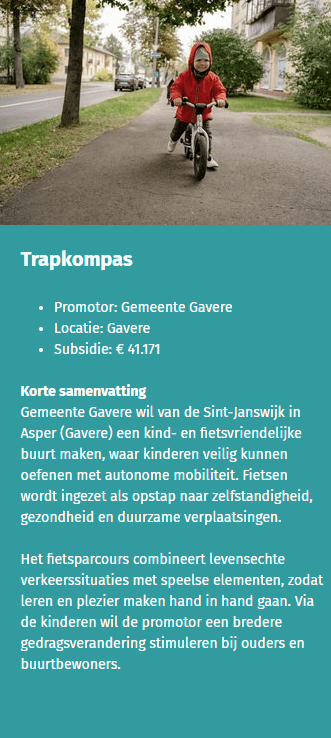 Trapkompas
• Promotor: Gemeente Gavere
• Locatie: Gavere
• Subsidie: € 41.171
Korte samenvatting
Gemeente Gavere wil van de Sint-Janswijk in
Asper (Gavere) een kind- en fietsvriendelijke
buurt maken, waar kinderen veilig kunnen
oefenen met autonome mobiliteit. Fietsen
wordt ingezet als opstap naar zelfstandigheid,
gezondheid en duurzame verplaatsingen.
Het fietsparcours combineert levensechte
verkeerssituaties met speelse elementen, zodat
leren en plezier maken hand in hand gaan. Via
de kinderen wil de promotor een bredere
gedragsverandering stimuleren bij ouders en
buurtbewoners.